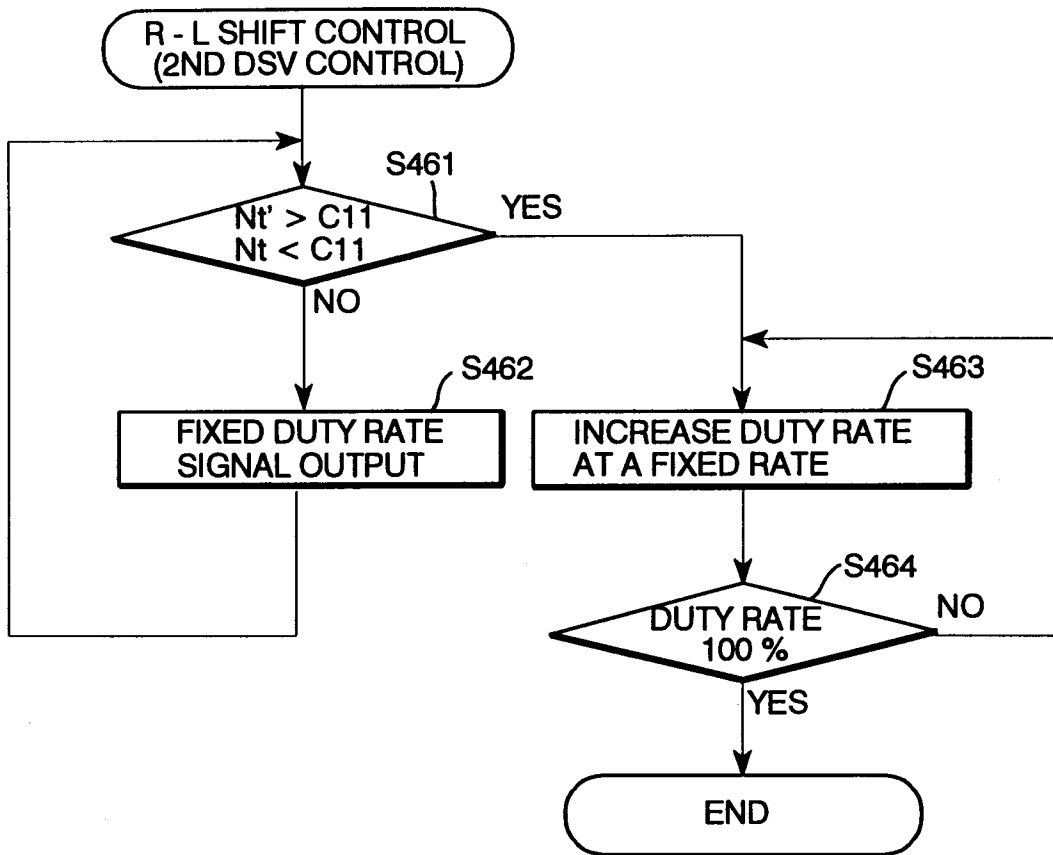 R - L SHIFT CONTROL
(2ND DSV CONTROL)
S461
Nt' > C11
Nt < C11
YES
NO
S462
FIXED DUTY RATE
SIGNAL OUTPUT
S463
INCREASE DUTY RATE
AT A FIXED RATE
S464
DUTY RATE
100 %
NO
YES
END